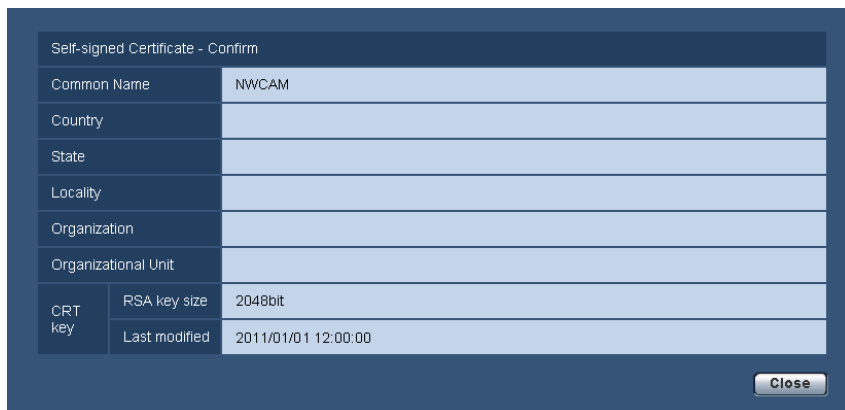 Self-signed Certificate - Confirm
Common Name NWCAM
Country
State
Locality
Organization
Organizational Unit
CRT key
RSA key size 2048bit
Last modified 2011/01/01 12:00:00
Close